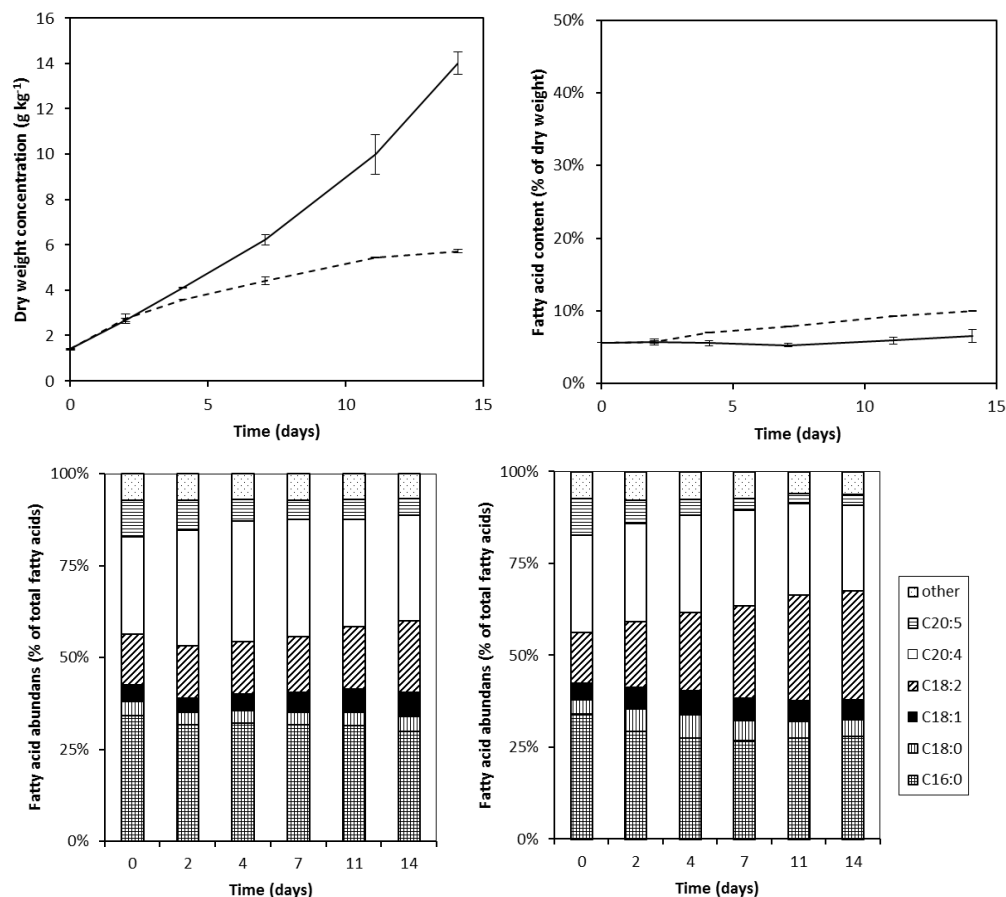 Dry weight concentration (g kg⁻¹)
16
14
12
10
8
6
4
2
0
0 5 10 15
Time (days)
Fatty acid content (% of dry weight)
50%
40%
30%
20%
10%
0%
0 5 10 15
Time (days)
Fatty acid abundans (% of total fatty acids)
100%
75%
50%
25%
0%
0 2 4 7 11 14
Time (days)
Fatty acid abundans (% of total fatty acids)
100%
75%
50%
25%
0%
0 2 4 7 11 14
Time (days)
other
C20:5
C20:4
C18:2
C18:1
C18:0
C16:0